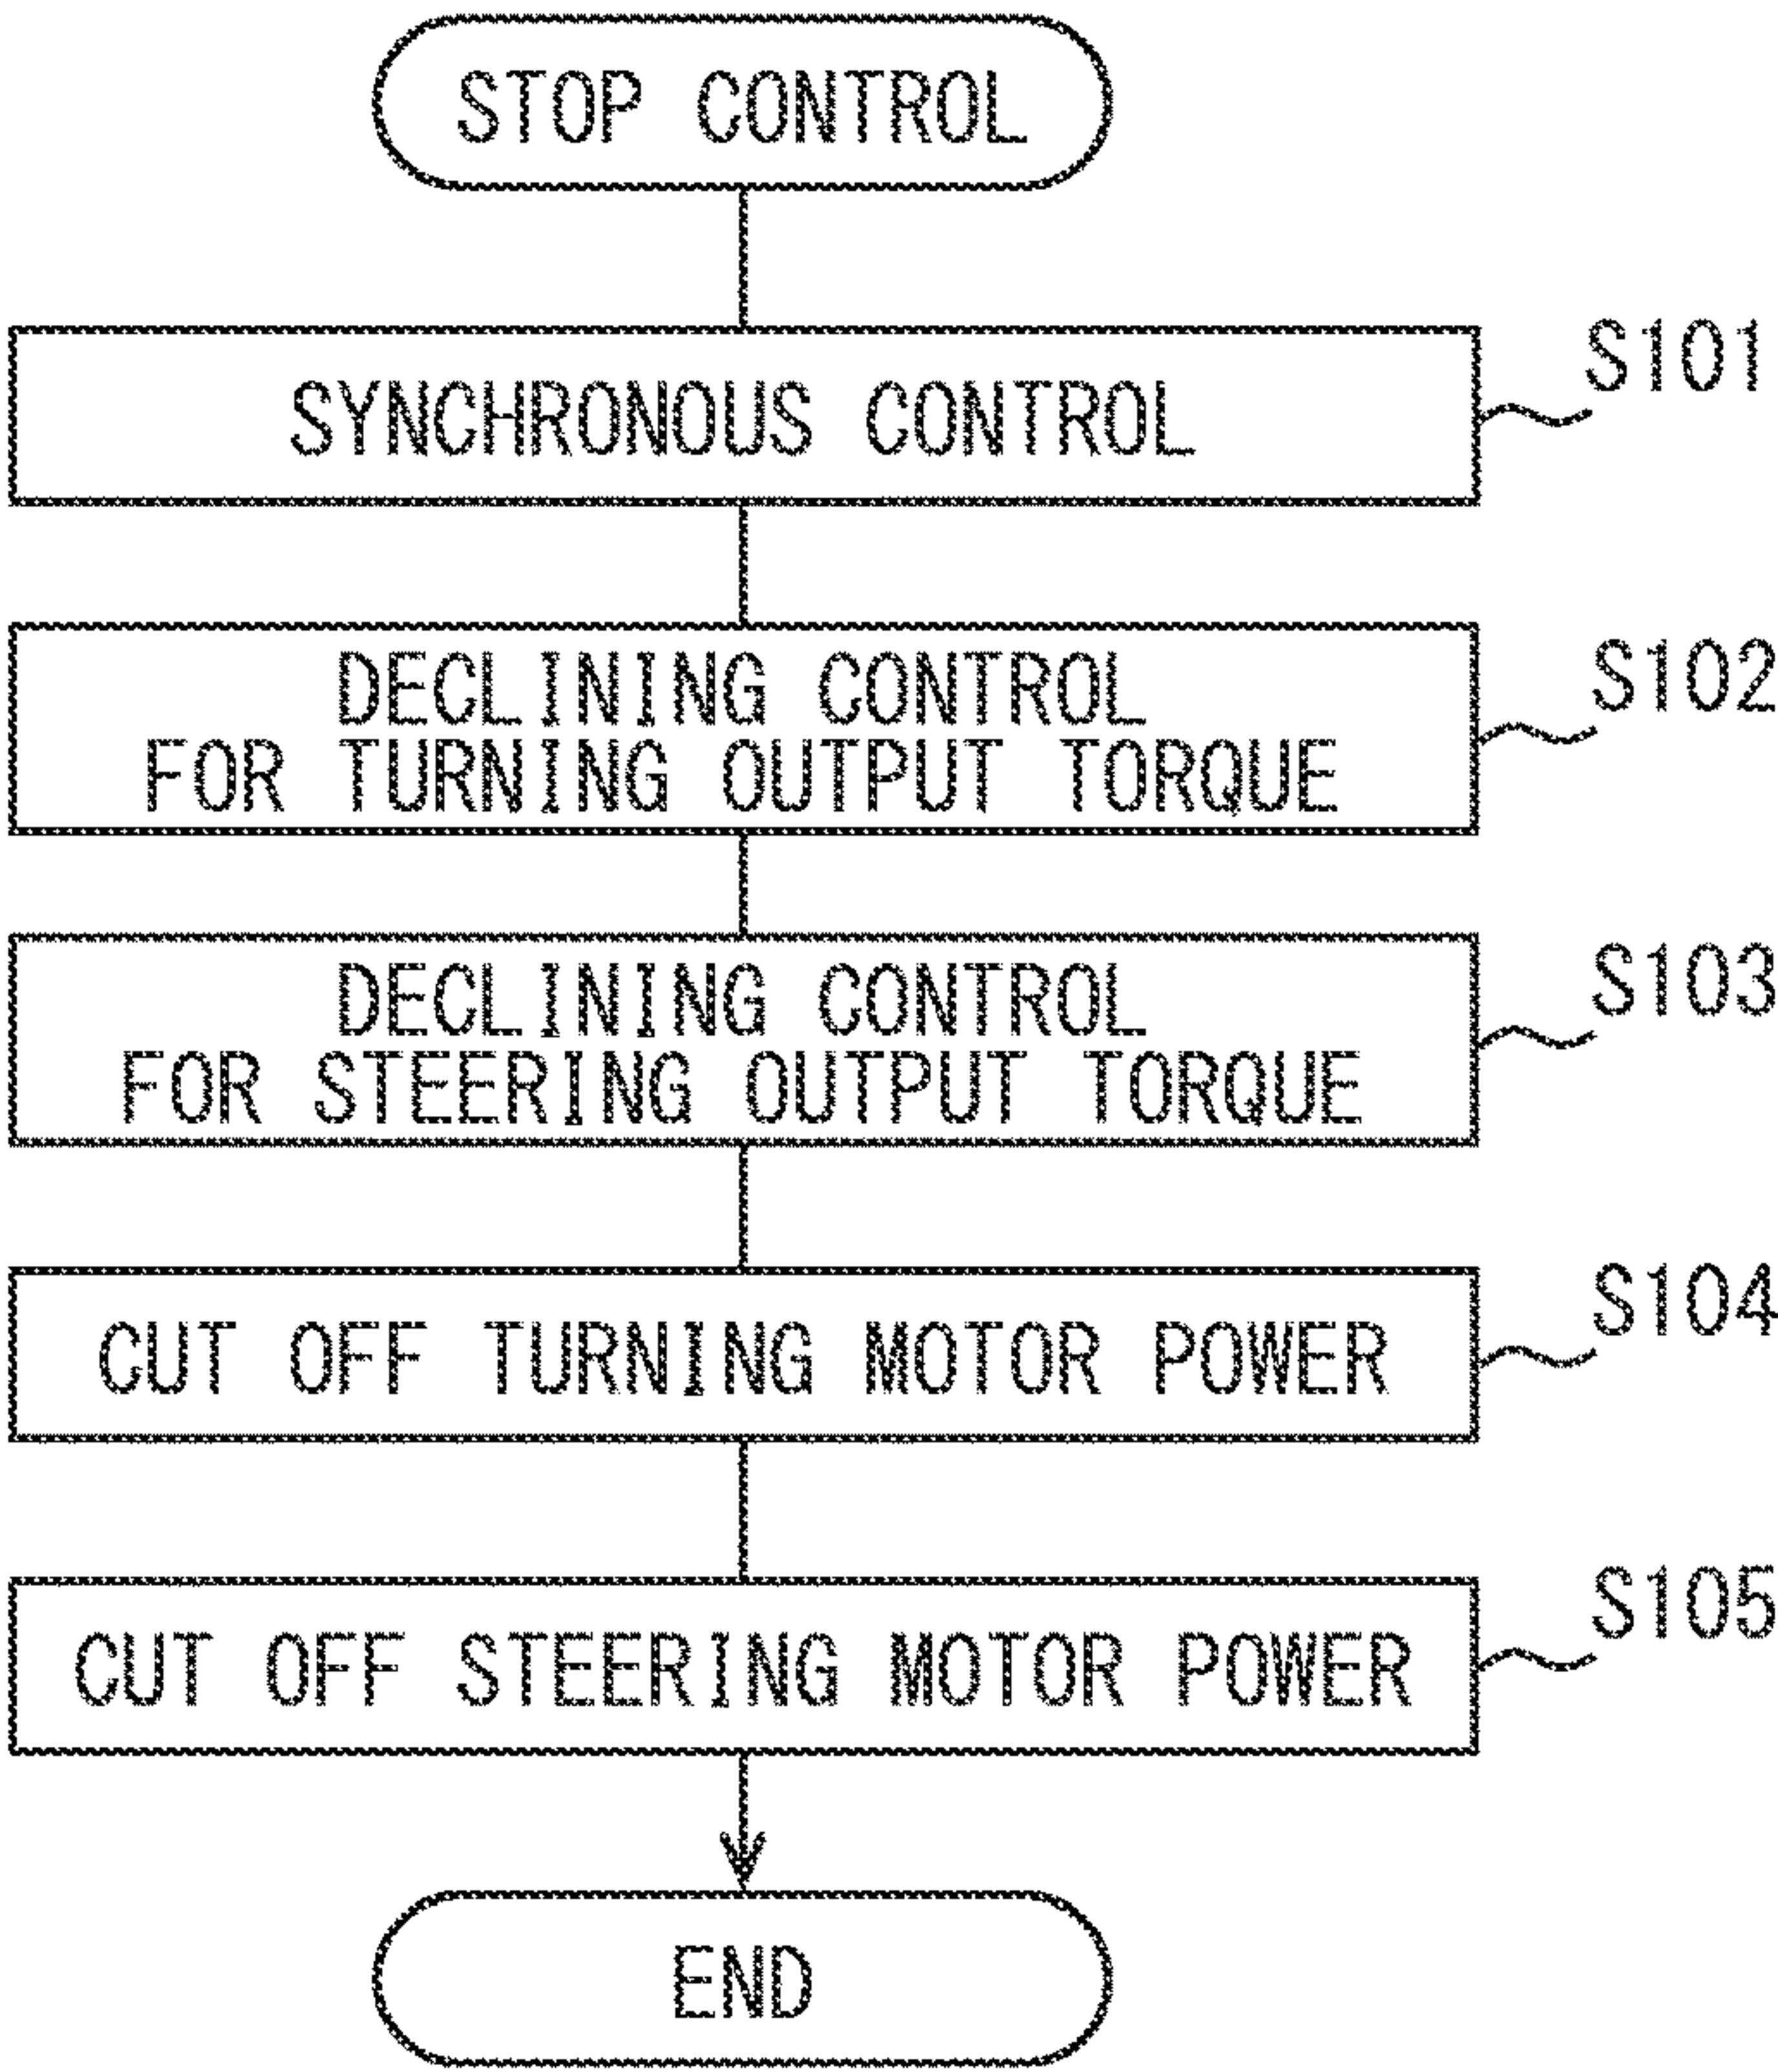 STOP CONTROL
SYNCHRONOUS CONTROL
S101
DECLINING CONTROL
FOR TURNING OUTPUT TORQUE
S102
DECLINING CONTROL
FOR STEERING OUTPUT TORQUE
S103
CUT OFF TURNING MOTOR POWER
S104
CUT OFF STEERING MOTOR POWER
S105
END